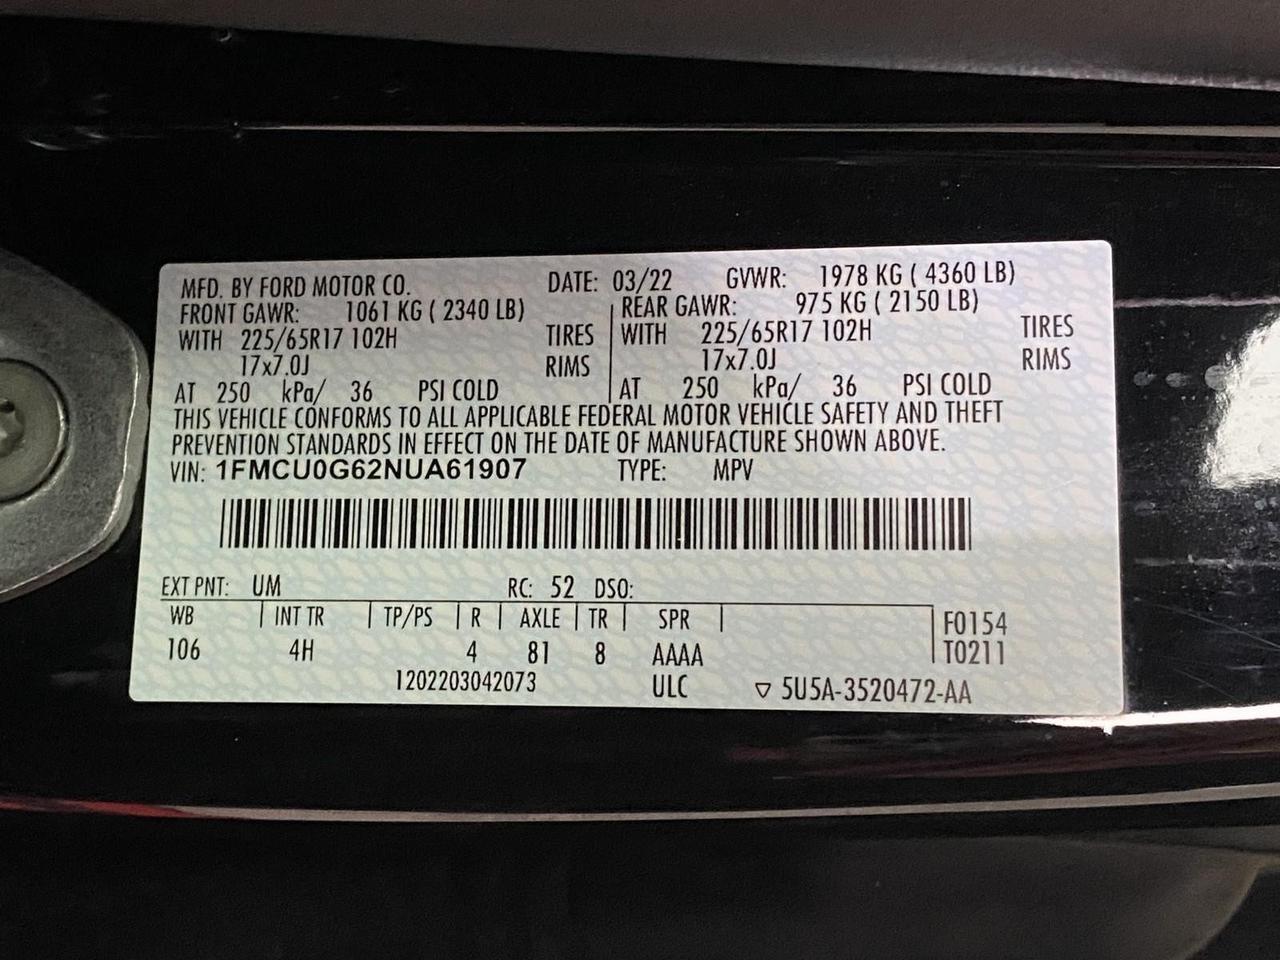 MFD. BY FORD MOTOR CO. DATE: 03/22 GVWR: 1978 KG ( 4360 LB)
FRONT GAWR: 1061 KG ( 2340 LB) REAR GAWR: 975 KG ( 2150 LB)
WITH 225/65R17 102H TIRES WITH 225/65R17 102H TIRES
17x7.0J RIMS 17x7.0J RIMS
AT 250 kPa/ 36 PSI COLD AT 250 kPa/ 36 PSI COLD
THIS VEHICLE CONFORMS TO ALL APPLICABLE FEDERAL MOTOR VEHICLE SAFETY AND THEFT
PREVENTION STANDARDS IN EFFECT ON THE DATE OF MANUFACTURE SHOWN ABOVE.
VIN: 1FMCU0G62NUA61907 TYPE: MPV
EXT PNT: UM RC: 52 DSO:
WB INT TR TP/PS R AXLE TR SPR F0154
106 4H 4 81 8 AAAA T0211
1202203042073 ULC ▽ 5U5A-3520472-AA